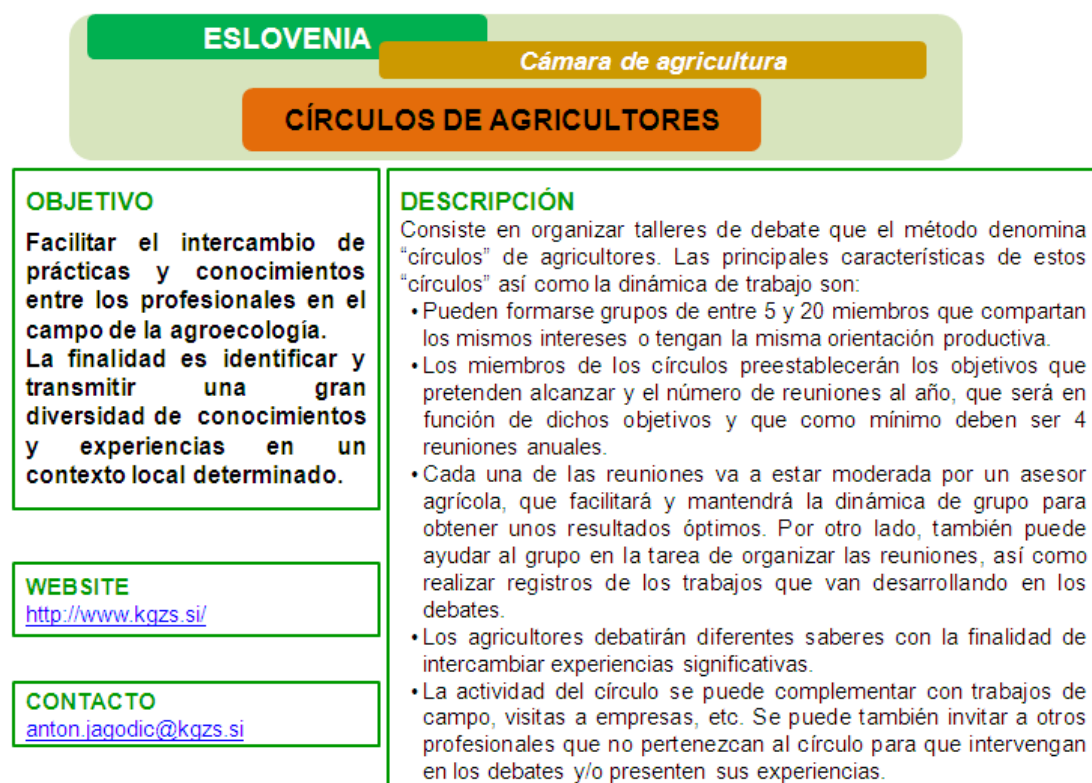 ESLOVENIA
Cámara de agricultura
CÍRCULOS DE AGRICULTORES
OBJETIVO
Facilitar el intercambio de
prácticas y conocimientos
entre los profesionales en el
campo de la agroecología.
La finalidad es identificar y
transmitir una gran
diversidad de conocimientos
y experiencias en un
contexto local determinado.
WEBSITE
http://www.kgzs.si/
CONTACTO
anton.jagodic@kgzs.si
DESCRIPCIÓN
Consiste en organizar talleres de debate que el método denomina
“círculos” de agricultores. Las principales características de estos
“círculos” así como la dinámica de trabajo son:
• Pueden formarse grupos de entre 5 y 20 miembros que compartan
los mismos intereses o tengan la misma orientación productiva.
• Los miembros de los círculos preestablecerán los objetivos que
pretenden alcanzar y el número de reuniones al año, que será en
función de dichos objetivos y que como mínimo deben ser 4
reuniones anuales.
• Cada una de las reuniones va a estar moderada por un asesor
agrícola, que facilitará y mantendrá la dinámica de grupo para
obtener unos resultados óptimos. Por otro lado, también puede
ayudar al grupo en la tarea de organizar las reuniones, así como
realizar registros de los trabajos que van desarrollando en los
debates.
• Los agricultores debatirán diferentes saberes con la finalidad de
intercambiar experiencias significativas.
• La actividad del círculo se puede complementar con trabajos de
campo, visitas a empresas, etc. Se puede también invitar a otros
profesionales que no pertenezcan al círculo para que intervengan
en los debates y/o presenten sus experiencias.